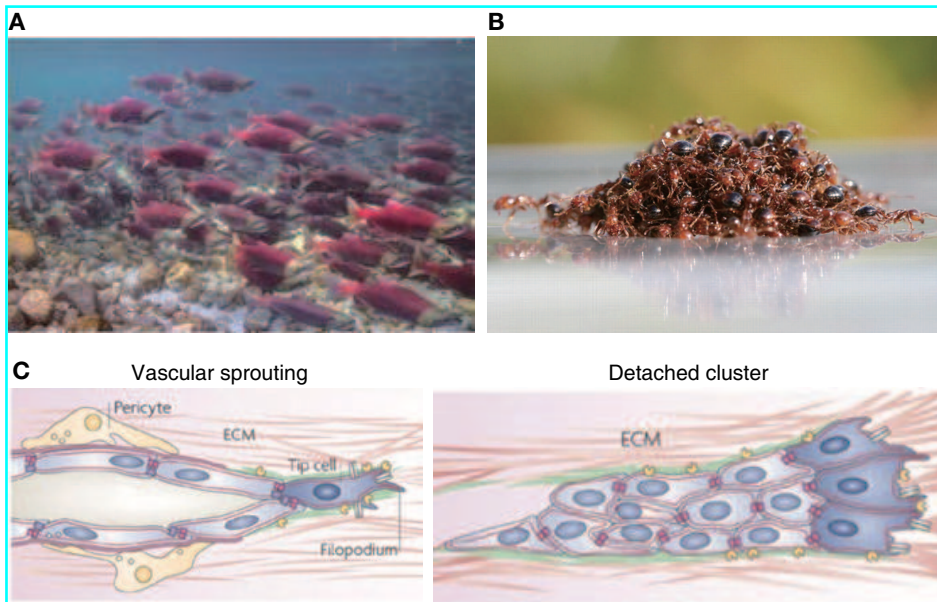 A
B
C
Vascular sprouting
Detached cluster
Pericyte
ECM
Tip cell
Filopodium
ECM